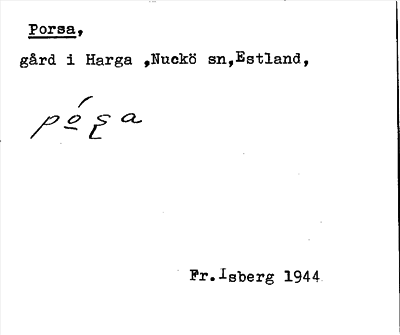 Porsa,
gård i Harga ,Nuckö sn,Estland,
Fr.Isberg 1944